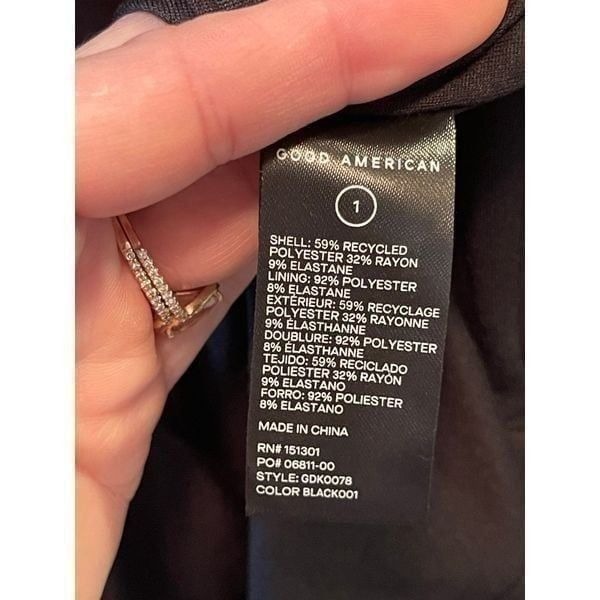 GOOD AMERICAN
1
SHELL: 59% RECYCLED
POLYESTER 32% RAYON
9% ELASTANE
LINING: 92% POLYESTER
8% ELASTANE
EXTÉRIEUR: 59% RECYCLAGE
POLYESTER 32% RAYONNE
9% ÉLASTHANNE
DOUBLURE: 92% POLYESTER
8% ÉLASTHANNE
TEJIDO: 59% RECICLADO
POLIESTER 32% RAYÓN
9% ELASTANO
FORRO: 92% POLIESTER
8% ELASTANO
MADE IN CHINA
RN# 151301
PO# 06811-00
STYLE: GDK0078
COLOR BLACK001